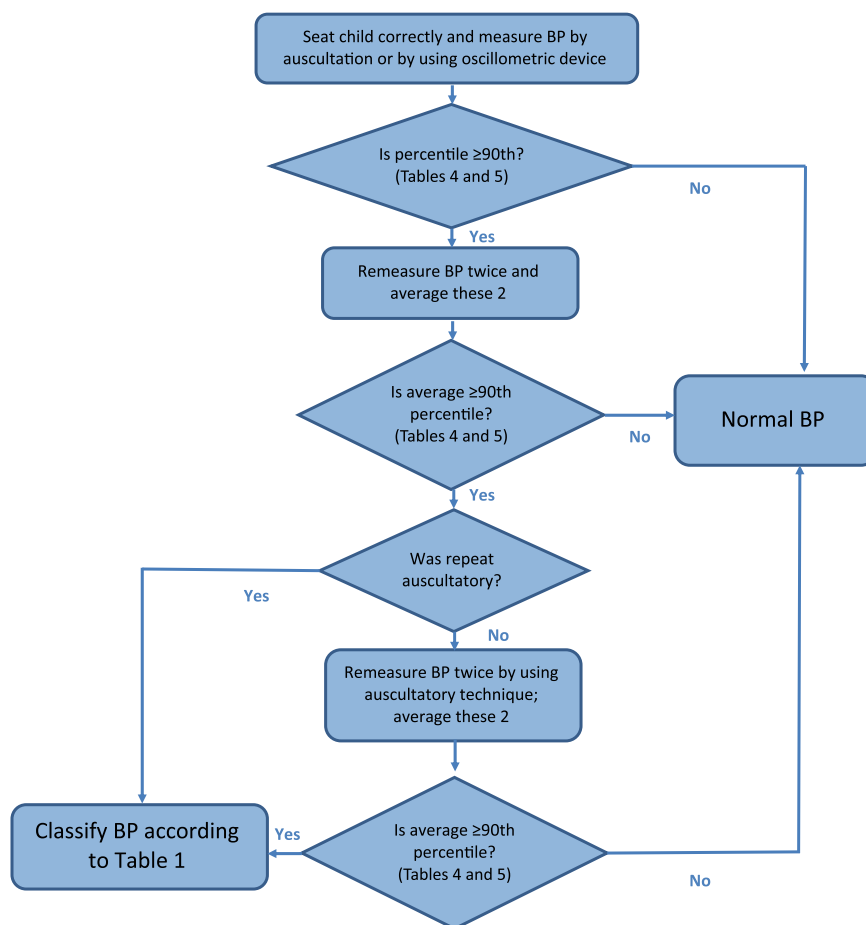 Seat child correctly and measure BP by
auscultation or by using oscillometric device
Is percentile ≥90th?
(Tables 4 and 5)
No
Yes
Remeasure BP twice and
average these 2
Is average ≥90th
percentile?
(Tables 4 and 5)
No
Normal BP
Yes
Was repeat
auscultatory?
Yes
No
Remeasure BP twice by using
auscultatory technique;
average these 2
Classify BP according
to Table 1
Yes
Is average ≥90th
percentile?
(Tables 4 and 5)
No